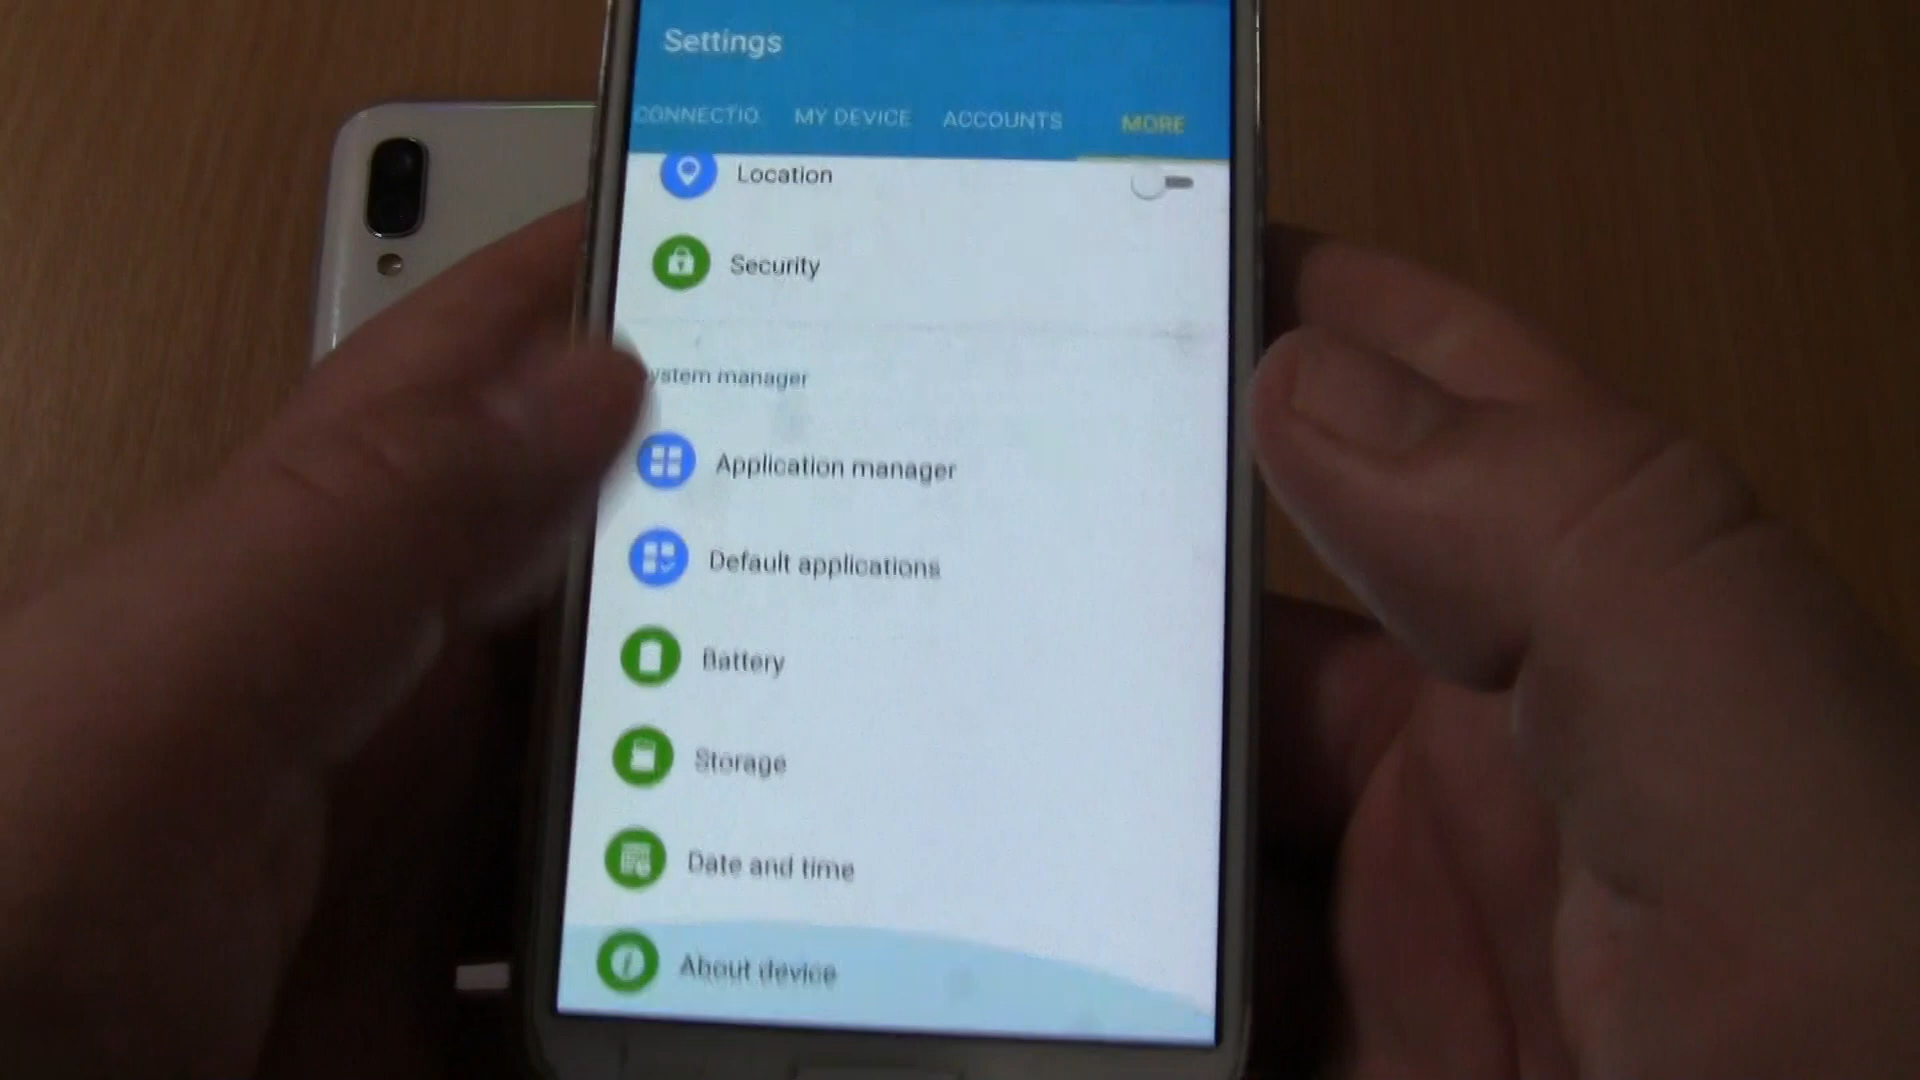 Settings
CONNECTIO MY DEVICE ACCOUNTS MORE
Location
Security
ystem manager
Application manager
Default applications
Battery
Storage
Date and time
About device